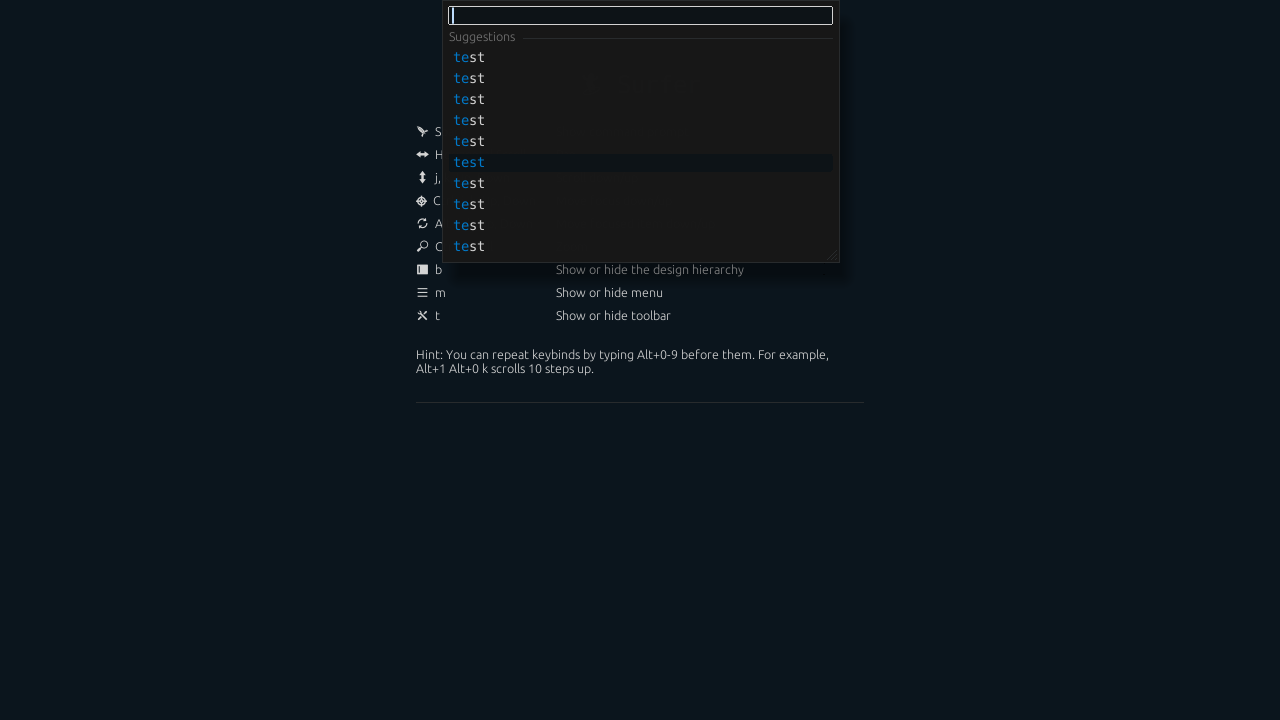 Suggestions
test
test
test
test
test
test
test
test
test
test
S
H
j,
C
A
C
b Show or hide the design hierarchy
m Show or hide menu
t Show or hide toolbar
Hint: You can repeat keybinds by typing Alt+0-9 before them. For example,
Alt+1 Alt+0 k scrolls 10 steps up.